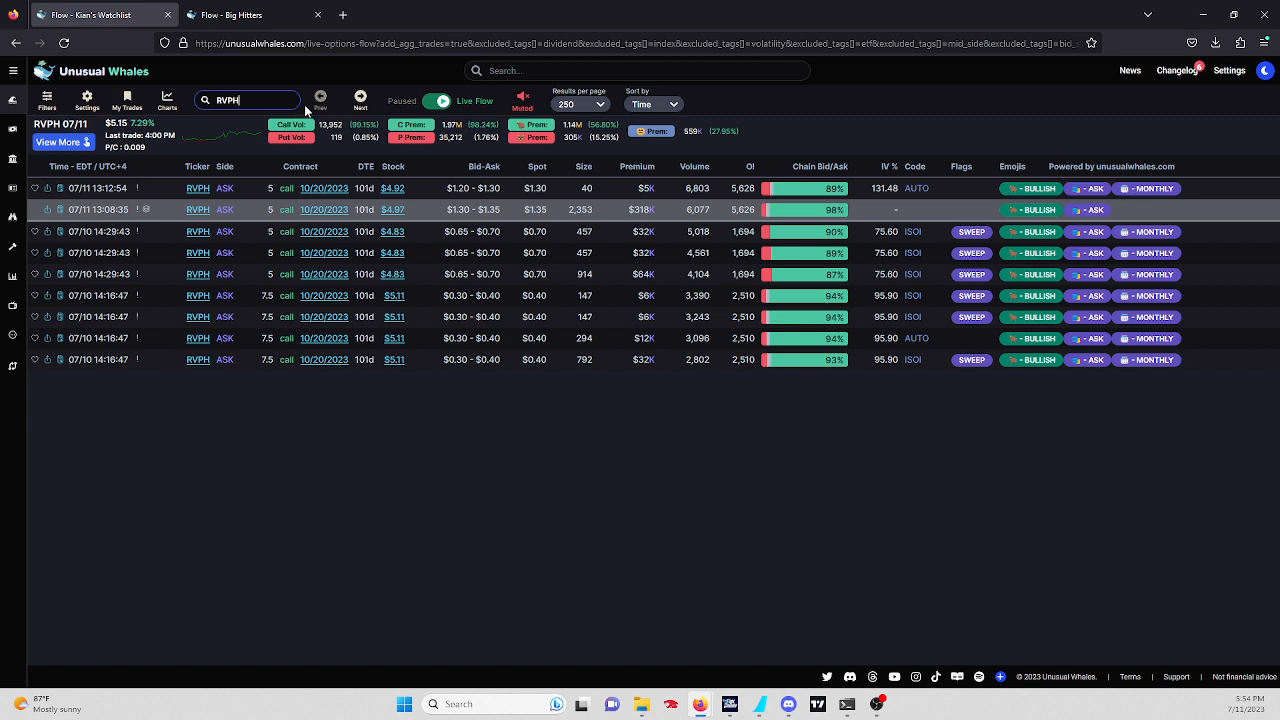 Flow - Kian's Watchlist
Flow - Big Hitters
https://unusualwhales.com/live-options-flow?add_agg_trades=true&excluded_tags[]=dividend&excluded_tags[]=index&excluded_tags[]=volatility&excluded_tags[]=etf&excluded_tags[]=mid_side&excluded_tags[]=bid_s
Unusual Whales
Search...
News Changelog 6 Settings
Filters Settings My Trades Charts RVPH Prev Next Paused Live Flow Muted
Results per page
250
Sort by
Time
RVPH 07/11 $5.15 7.29%
Last trade: 4:00 PM
P/C : 0.009
View More
Call Vol: 13,952 (99.15%) C Prem: 1.97M (98.24%) Prem: 1.14M (56.80%)
Put Vol: 119 (0.85%) P Prem: 35,212 (1.76%) Prem: 305K (15.25%)
Prem: 559K (27.95%)
Time - EDT / UTC+4 Ticker Side Contract DTE Stock Bid-Ask Spot Size Premium Volume OI Chain Bid/Ask IV % Code Flags Emojis Powered by unusualwhales.com
07/11 13:12:54 ! RVPH ASK 5 call 10/20/2023 101d $4.92 $1.20 - $1.30 $1.30 40 $5K 6,803 5,626 89% 131.48 AUTO - BULLISH - ASK - MONTHLY
07/11 13:08:35 ! RVPH ASK 5 call 10/20/2023 101d $4.97 $1.30 - $1.35 $1.35 2,353 $318K 6,077 5,626 98% - - BULLISH - ASK
07/10 14:29:43 ! RVPH ASK 5 call 10/20/2023 101d $4.83 $0.65 - $0.70 $0.70 457 $32K 5,018 1,694 90% 75.60 ISOI SWEEP - BULLISH - ASK - MONTHLY
07/10 14:29:43 ! RVPH ASK 5 call 10/20/2023 101d $4.83 $0.65 - $0.70 $0.70 457 $32K 4,561 1,694 89% 75.60 ISOI SWEEP - BULLISH - ASK - MONTHLY
07/10 14:29:43 ! RVPH ASK 5 call 10/20/2023 101d $4.83 $0.65 - $0.70 $0.70 914 $64K 4,104 1,694 87% 75.60 ISOI SWEEP - BULLISH - ASK - MONTHLY
07/10 14:16:47 ! RVPH ASK 7.5 call 10/20/2023 101d $5.11 $0.30 - $0.40 $0.40 147 $6K 3,390 2,510 94% 95.90 ISOI SWEEP - BULLISH - ASK - MONTHLY
07/10 14:16:47 ! RVPH ASK 7.5 call 10/20/2023 101d $5.11 $0.30 - $0.40 $0.40 147 $6K 3,243 2,510 94% 95.90 ISOI SWEEP - BULLISH - ASK - MONTHLY
07/10 14:16:47 ! RVPH ASK 7.5 call 10/20/2023 101d $5.11 $0.30 - $0.40 $0.40 294 $12K 3,096 2,510 94% 95.90 AUTO - BULLISH - ASK - MONTHLY
07/10 14:16:47 ! RVPH ASK 7.5 call 10/20/2023 101d $5.11 $0.30 - $0.40 $0.40 792 $32K 2,802 2,510 93% 95.90 ISOI SWEEP - BULLISH - ASK - MONTHLY
© 2023 Unusual Whales. | Terms | Support | Not financial advice
87°F
Mostly sunny
Search
5:54 PM
7/11/2023